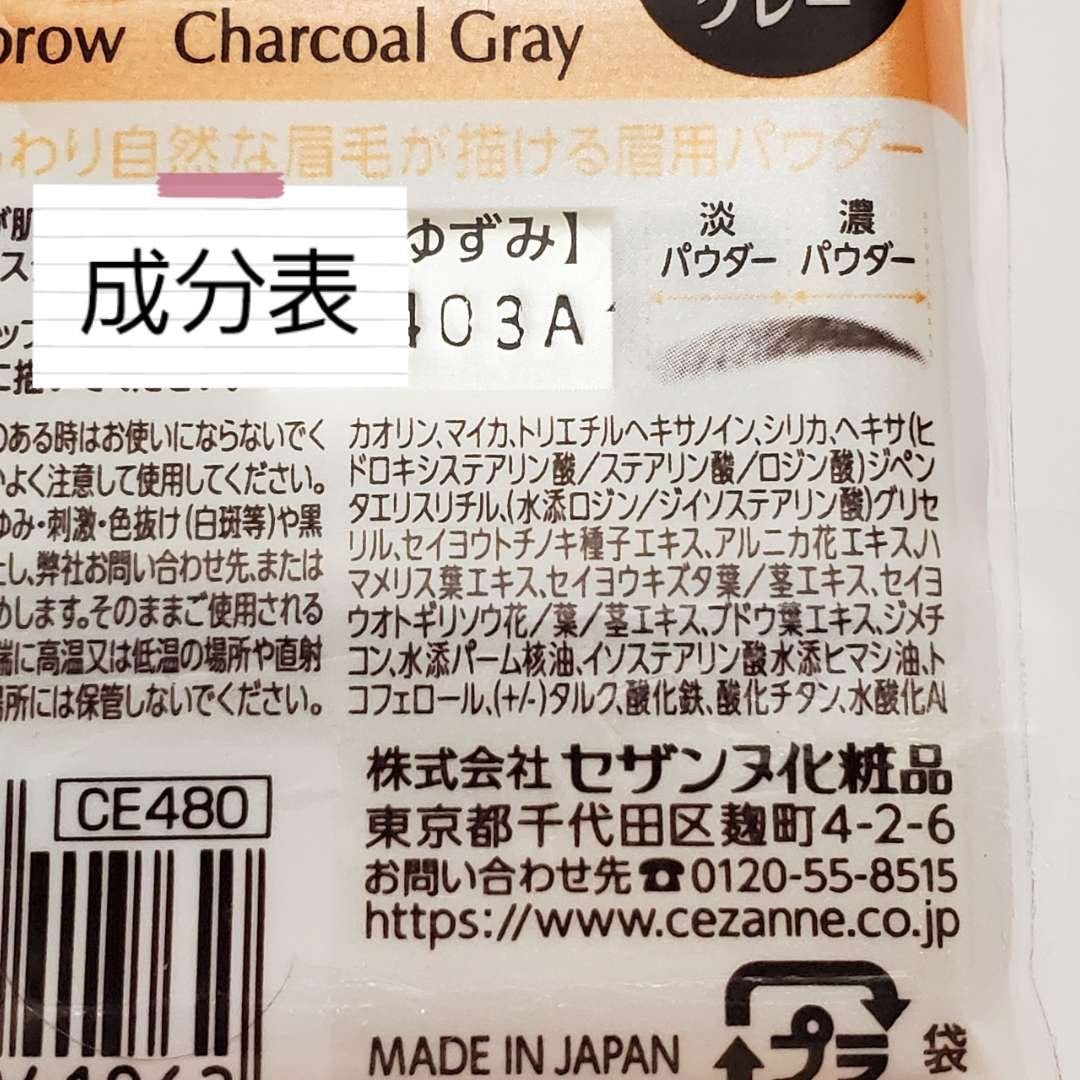 row Charcoal Gray
グレー
わり自然な眉毛が描ける眉用パウダー
成分表
ゆずみ】
403A
淡 濃
パウダー パウダー
のある時はお使いにならないでく
よく注意して使用してください。
ゆみ・刺激・色抜け(白斑等)や黒
とし、弊社お問い合わせ先、または
めします。そのままご使用される
端に高温又は低温の場所や直射
場所には保管しないでください。
カオリン、マイカ、トリエチルヘキサノイン、シリカ、ヘキサ(ヒ
ドロキシステアリン酸/ステアリン酸/ロジン酸)ジペン
タエリスリチル、(水添ロジン/ジイソステアリン酸)グリセ
リル、セイヨウトチノキ種子エキス、アルニカ花エキス、ハ
マメリス葉エキス、セイヨウキズタ葉/茎エキス、セイヨ
ウオトギリソウ花/葉/茎エキス、ブドウ葉エキス、ジメチ
コン、水添パーム核油、イソステアリン酸水添ヒマシ油、ト
コフェロール、(+/-)タルク、酸化鉄、酸化チタン、水酸化Al
CE480
株式会社 セザンヌ化粧品
東京都千代田区麹町4-2-6
お問い合わせ先☎0120-55-8515
https://www.cezanne.co.jp
MADE IN JAPAN
プラ
袋